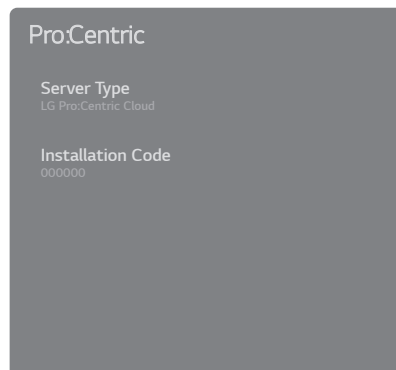 Pro:Centric
Server Type
LG Pro:Centric Cloud
Installation Code
000000